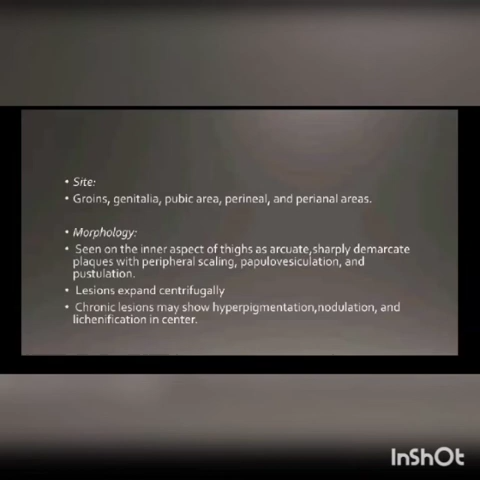 • Site:
• Groins, genitalia, pubic area, perineal, and perianal areas.
• Morphology:
• Seen on the inner aspect of thighs as arcuate,sharply demarcate
plaques with peripheral scaling, papulovesiculation, and
pustulation.
• Lesions expand centrifugally
• Chronic lesions may show hyperpigmentation,nodulation, and
lichenification in center.
InShOt